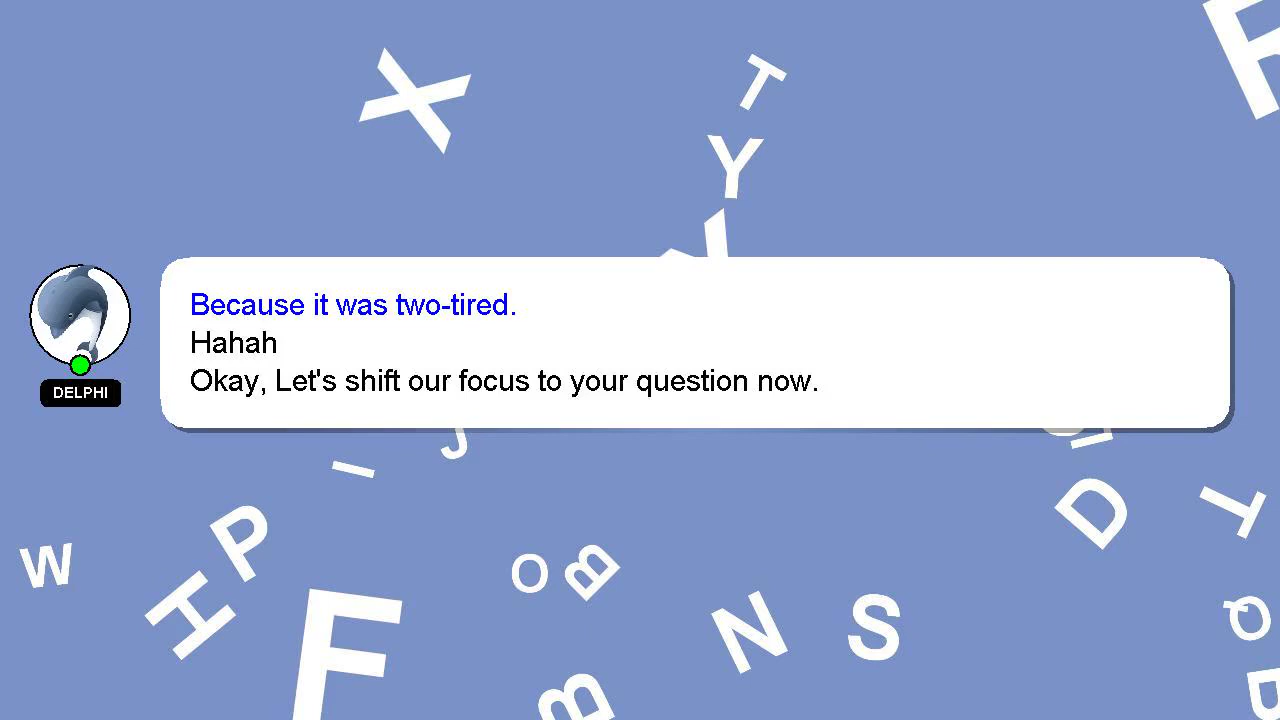 X
T
Y
Because it was two-tired.
Hahah
Okay, Let's shift our focus to your question now.
DELPHI
J
I
D
T
P
W
H
O
B
F
N
S
Q
B